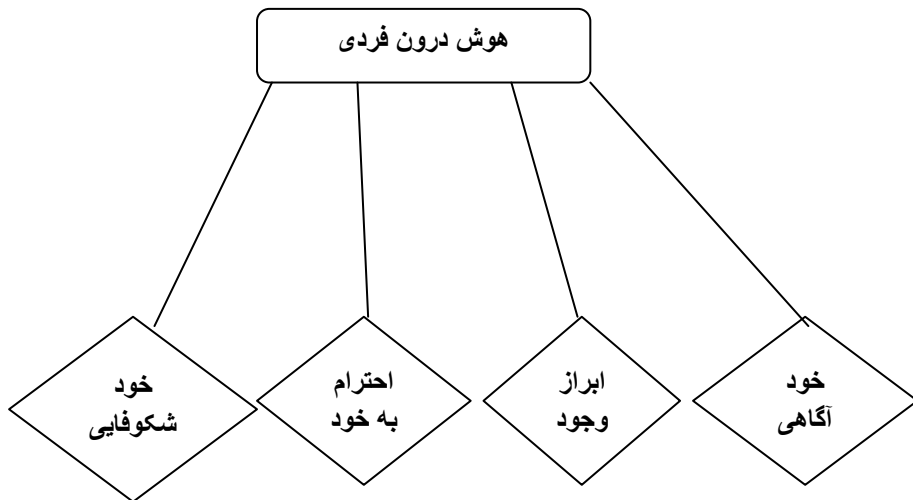 هوش درون فردی
خود
آگاهی
ابراز
وجود
احترام
به خود
خود
شکوفایی